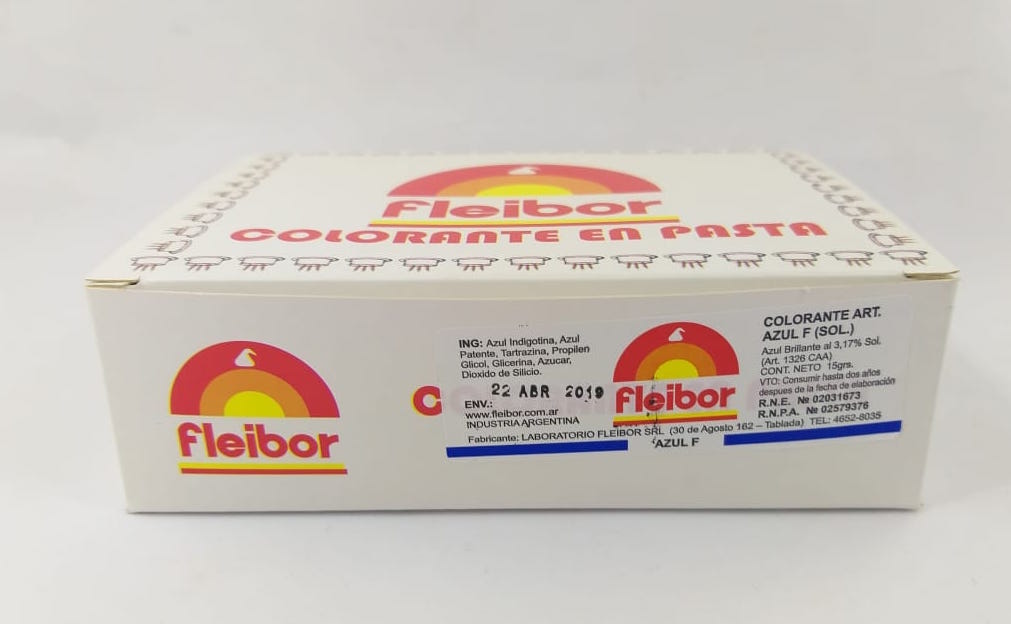 fleibor
COLORANTE EN PASTA
fleibor
ING: Azul Indigotina, Azul
Patente, Tartrazina, Propilen
Glicol, Glicerina, Azucar,
Dioxido de Silicio.
22 ABR 2019
ENV.:
www.fleibor.com.ar
INDUSTRIA ARGENTINA
fleibor
COLORANTE ART.
AZUL F (SOL.)
Azul Brillante al 3,17% Sol.
(Art. 1326 CAA)
CONT. NETO 15grs.
VTO: Consumir hasta dos años
despues de la fecha de elaboración
R.N.E. № 02031673
R.N.P.A. № 02579376
Fabricante: LABORATORIO FLEIBOR SRL (30 de Agosto 162 – Tablada) TEL: 4652-8035
AZUL F